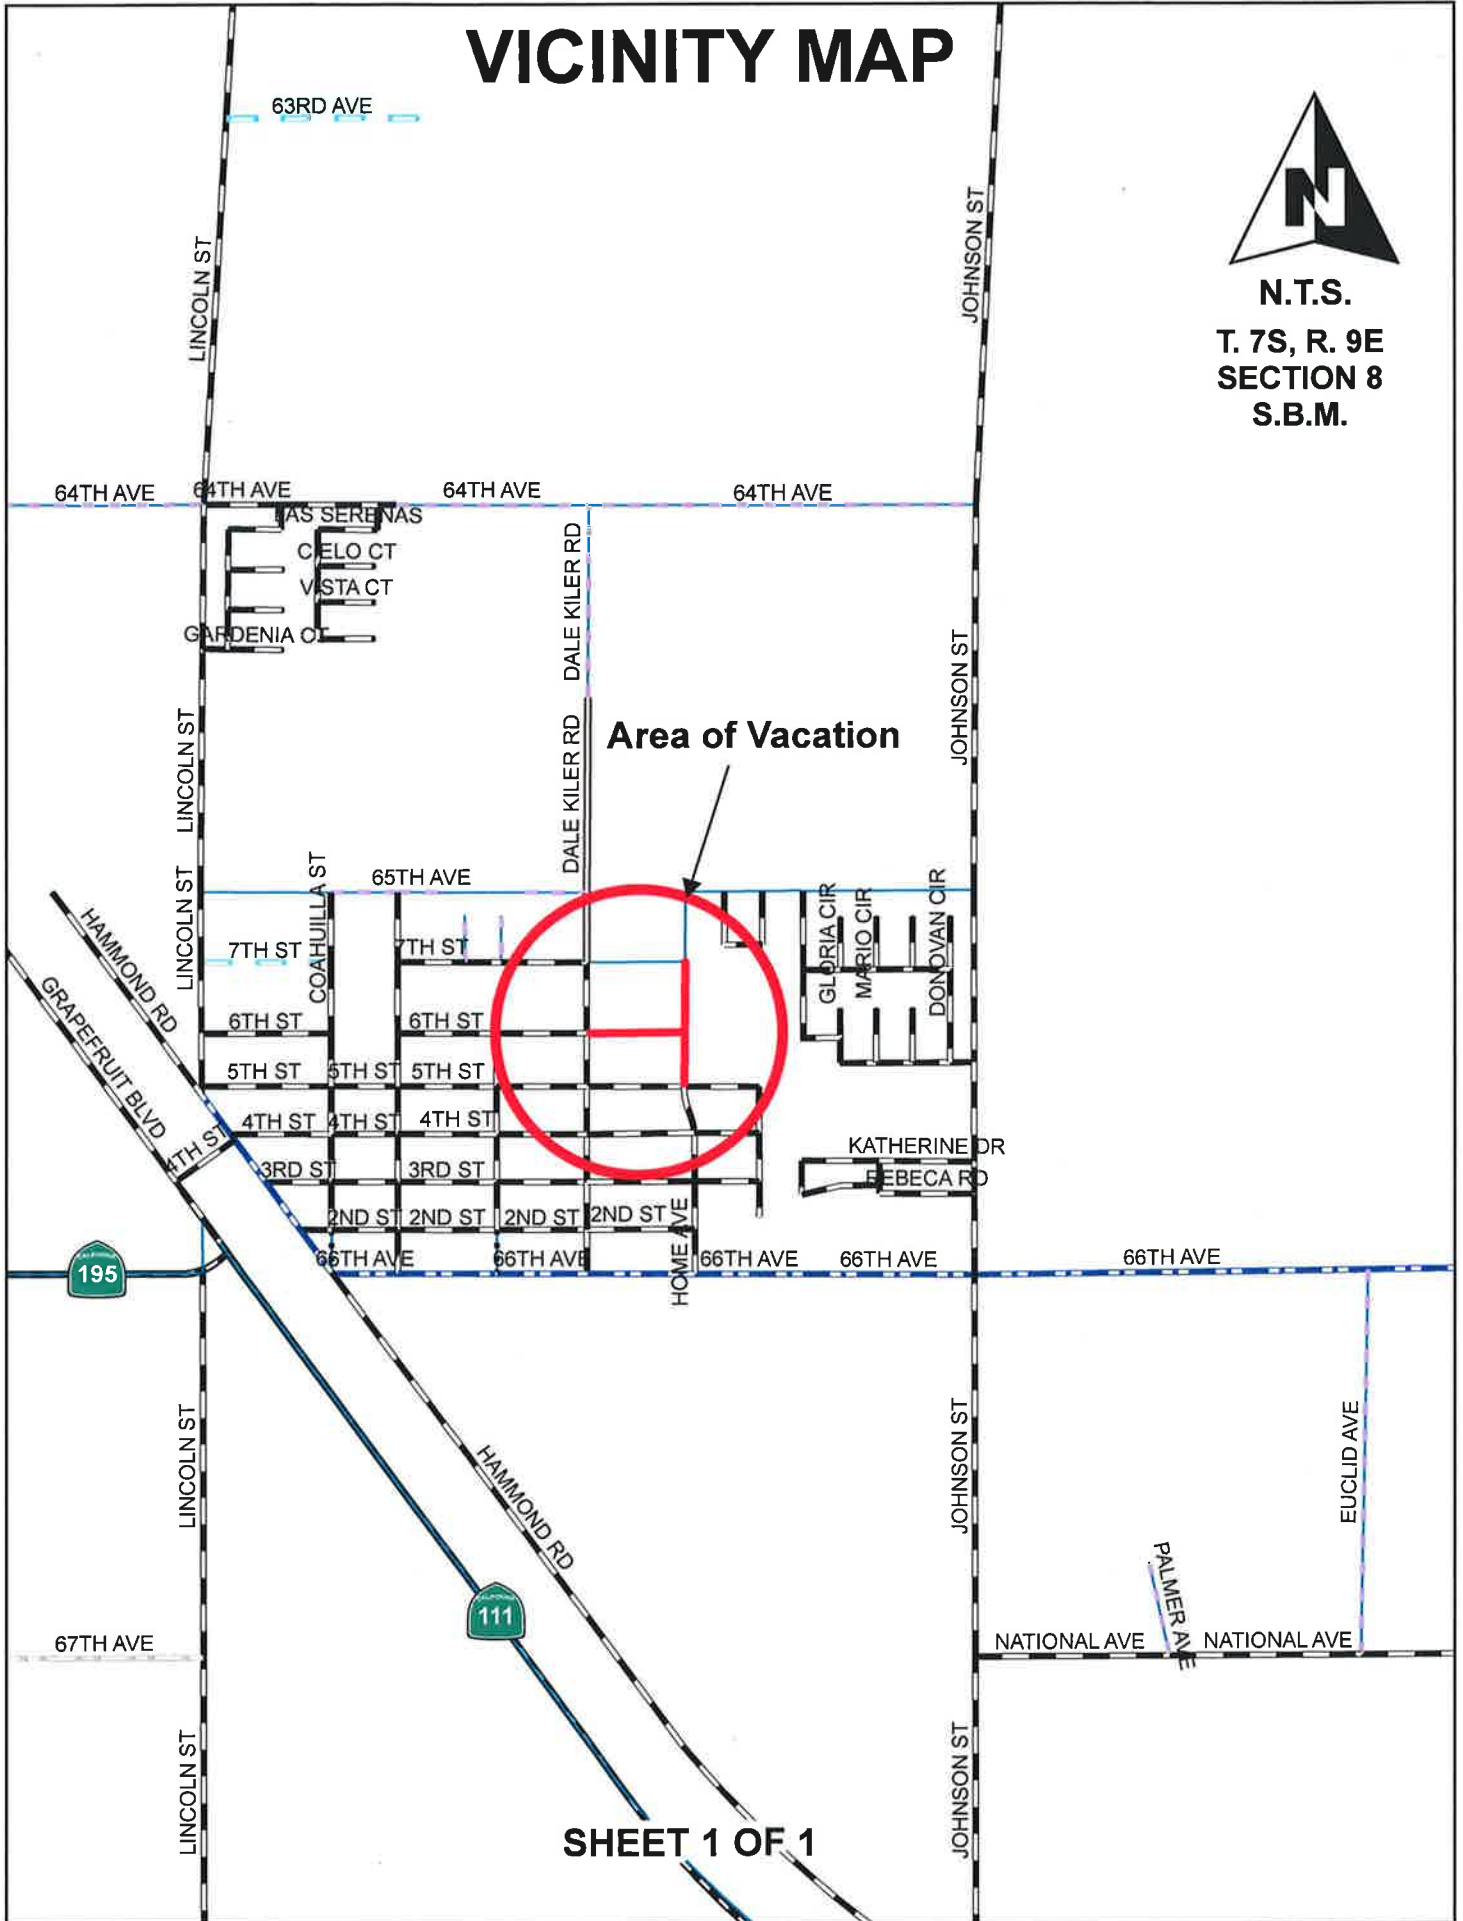 VICINITY MAP
63RD AVE
LINCOLN ST
JOHNSON ST
N
N.T.S.
T. 7S, R. 9E
SECTION 8
S.B.M.
64TH AVE
64TH AVE
64TH AVE
64TH AVE
LAS SERENAS
CIELO CT
VISTA CT
GARDENIA CT
DALE KILER RD
JOHNSON ST
LINCOLN ST
DALE KILER RD
Area of Vacation
65TH AVE
LINCOLN ST
COAHUILLA ST
HAMMOND RD
GRAPEFRUIT BLVD
7TH ST
7TH ST
GLORIA CIR
MARIO CIR
DONOVAN CIR
6TH ST
6TH ST
5TH ST
5TH ST
5TH ST
4TH ST
4TH ST
4TH ST
4TH ST
KATHERINE DR
3RD ST
3RD ST
REBECA RD
2ND ST
2ND ST
2ND ST
2ND ST
HOME AVE
66TH AVE
66TH AVE
66TH AVE
66TH AVE
66TH AVE
CALIFORNIA
195
LINCOLN ST
HAMMOND RD
JOHNSON ST
EUCLID AVE
PALMER AVE
CALIFORNIA
111
67TH AVE
NATIONAL AVE
NATIONAL AVE
LINCOLN ST
JOHNSON ST
SHEET 1 OF 1